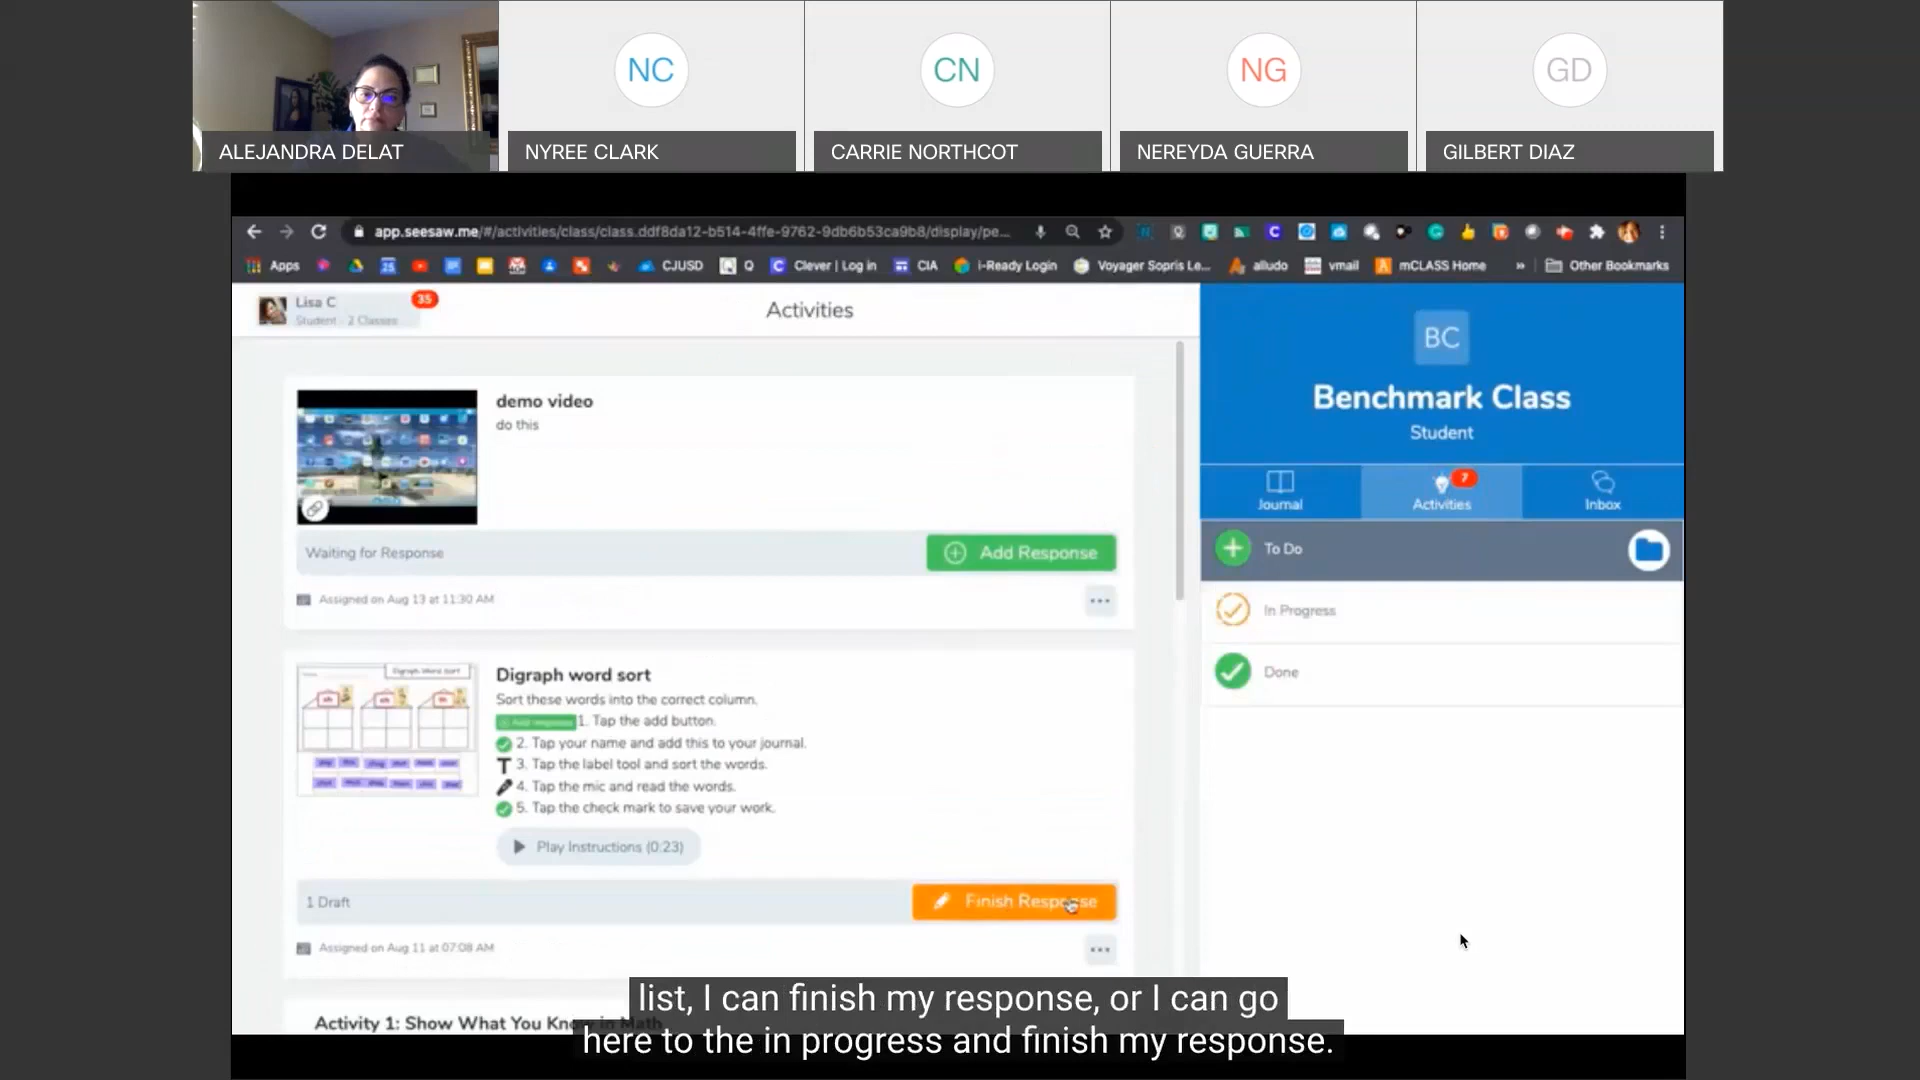 NC
CN
NG
GD
ALEJANDRA DELAT
NYREE CLARK
CARRIE NORTHCOT
NEREYDA GUERRA
GILBERT DIAZ
app.seesaw.me/#/activities/class/class.ddf8da12-b514-4ffe-9762-9db6b53ca9b8/display/pe...
Apps
CJUSD
Q
Clever | Log in
CIA
i-Ready Login
Voyager Sopris Le...
alludo
vmail
mCLASS Home
»
Other Bookmarks
Lisa C
35
Student · 2 Classes
Activities
demo video
do this
Waiting for Response
Add Response
Assigned on Aug 13 at 11:30 AM
Digraph word sort
Digraph word sort
Sort these words into the correct column.
Add response 1. Tap the add button.
2. Tap your name and add this to your journal.
3. Tap the label tool and sort the words.
4. Tap the mic and read the words.
5. Tap the check mark to save your work.
Play Instructions (0:23)
1 Draft
Finish Response
Assigned on Aug 11 at 07:08 AM
Activity 1: Show What You Know in Math
BC
Benchmark Class
Student
Journal
7
Activities
Inbox
To Do
In Progress
Done
list, I can finish my response, or I can go
here to the in progress and finish my response.